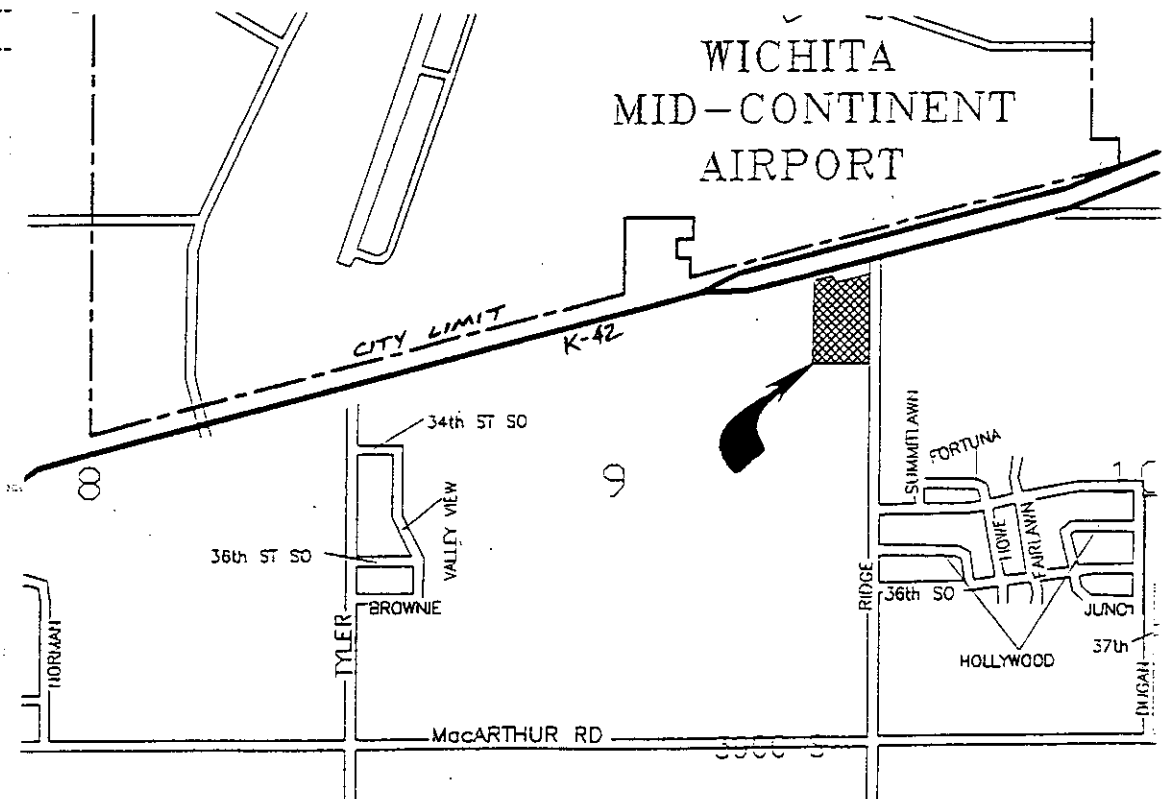 WICHITA
MID-CONTINENT
AIRPORT
CITY LIMIT
K-42
34th ST SO
SUMMITLAWN
FORTUNA
8
9
VALLEY VIEW
HOWE
FAIRLAWN
36th ST SO
RIDGE
36th SO
BROWNIE
JUNCT
TYLER
NORMAN
37th
HOLLYWOOD
DUGAN
MacARTHUR RD